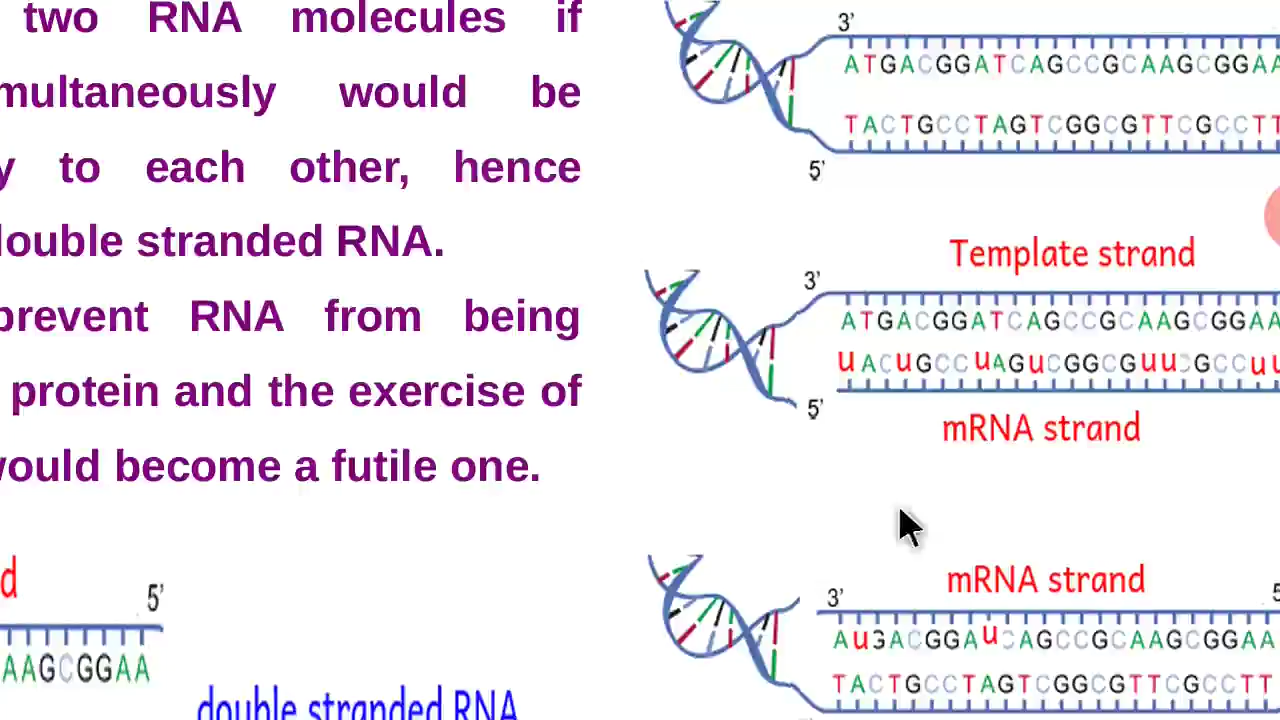 two RNA molecules if
multaneously would be
y to each other, hence
double stranded RNA.
prevent RNA from being
protein and the exercise of
would become a futile one.
d
5'
AAGCGGAA
double stranded RNA
3'
ATGACGGATCAGCCGCAAGCGGAA
TACTGCCTAGTCGGCGTTCGCCTT
5'
Template strand
3'
ATGACGGATCAGCCGCAAGCGGAA
uACuGCCuAGuCGGCGuuCGCCuu
5'
mRNA strand
mRNA strand
3' 5
AuGACGGAuCAGCCGCAAGCGGAA
TACTGCCTAGTCGGCGTTCGCCTT